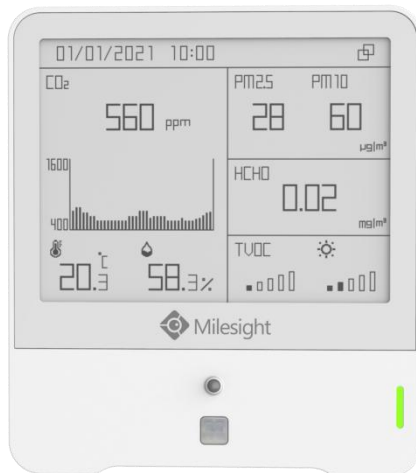 01/01/2021 10:00
CO₂
560 ppm
1600
400
20.3 °C
58.3%
PM2.5 PM10
28 60
µg/m³
HCHO
0.02
mg/m³
TVOC
Milesight